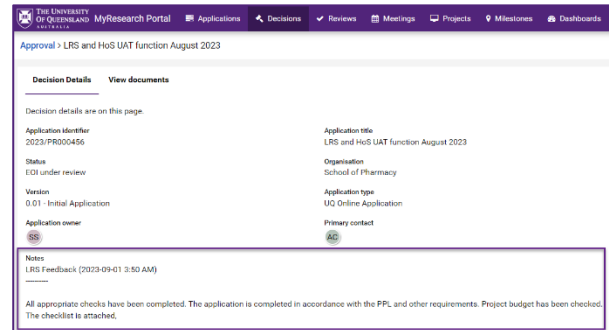 THE UNIVERSITY
OF QUEENSLAND
AUSTRALIA
MyResearch Portal
Applications
Decisions
Reviews
Meetings
Projects
Milestones
Dashboards
Approval > LRS and HoS UAT function August 2023
Decision Details
View documents
Decision details are on this page.
Application identifier
2023/PR000456
Application title
LRS and HoS UAT function August 2023
Status
EOI under review
Organisation
School of Pharmacy
Version
0.01 - Initial Application
Application type
UQ Online Application
Application owner
SS
Primary contact
AC
Notes
LRS Feedback (2023-09-01 3:50 AM)
----------
All appropriate checks have been completed. The application is completed in accordance with the PPL and other requirements. Project budget has been checked.
The checklist is attached,